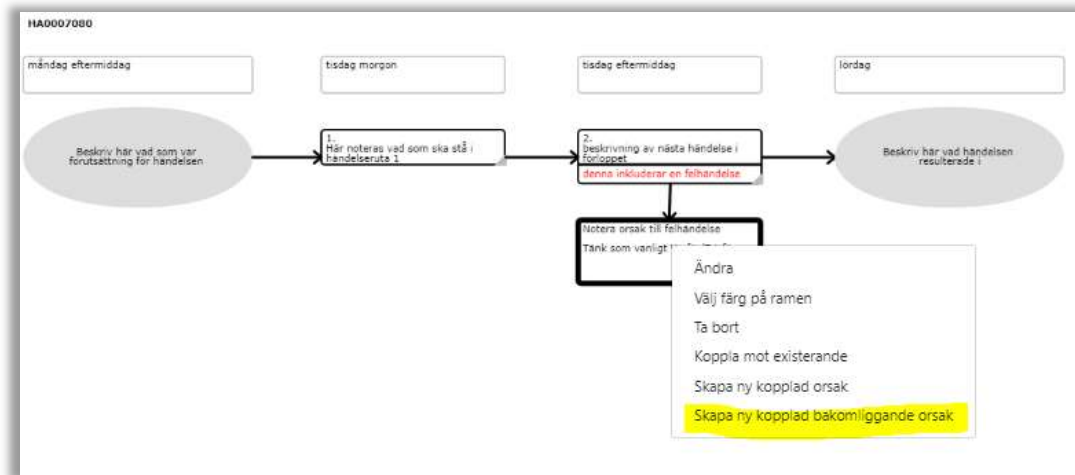 HA0007080
måndag eftermiddag
tisdag morgon
tisdag eftermiddag
lördag
Beskriv här vad som var
förutsättning för händelsen
1.
Här noteras vad som ska stå i
händelseruta 1
2.
beskrivning av nästa händelse i
förloppet
denna inkluderar en felhändelse
Beskriv här vad händelsen
resulterade i
Notera orsak till felhändelse
Tänk som vanligt
Ändra
Välj färg på ramen
Ta bort
Koppla mot existerande
Skapa ny kopplad orsak
Skapa ny kopplad bakomliggande orsak